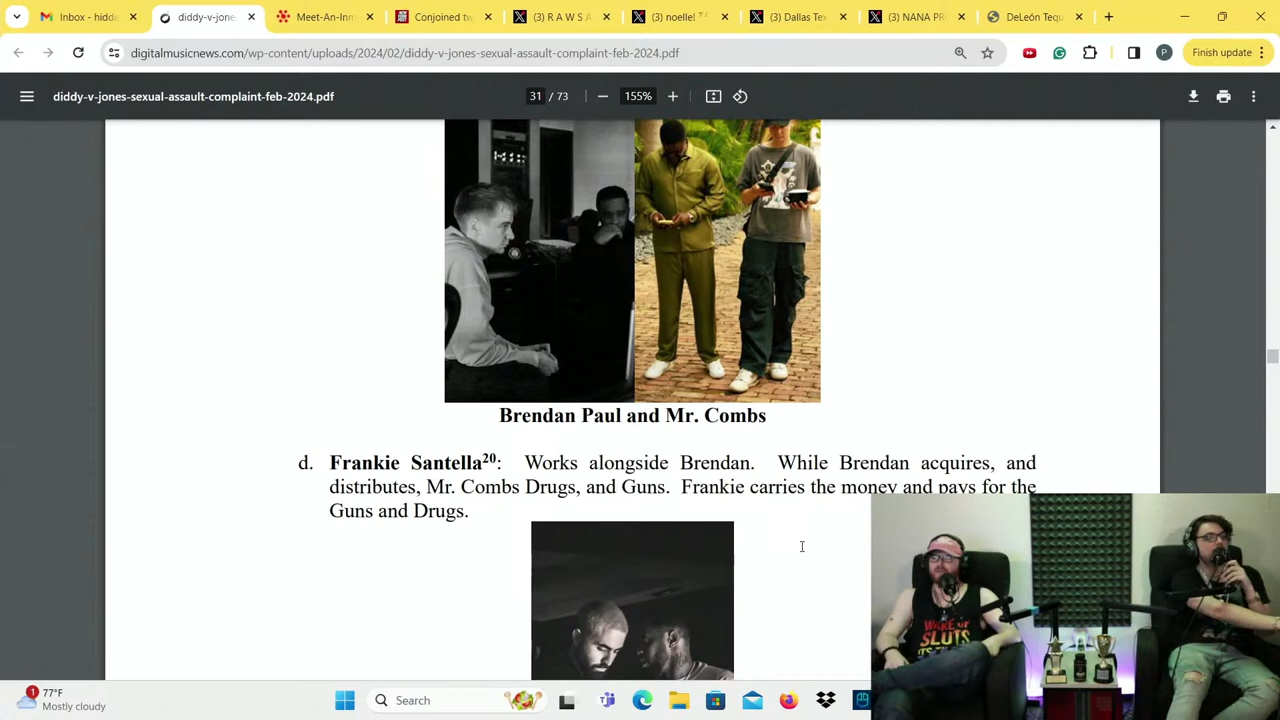 Inbox - hidde
diddy-v-jone
Meet-An-Inm
Conjoined tw
(3) R A W S A
(3) noelle!
(3) Dallas Tex
(3) NANA PR
DeLeón Tequ
digitalmusicnews.com/wp-content/uploads/2024/02/diddy-v-jones-sexual-assault-complaint-feb-2024.pdf
P
Finish update
diddy-v-jones-sexual-assault-complaint-feb-2024.pdf
31 / 73
155%
Brendan Paul and Mr. Combs
d. Frankie Santella20: Works alongside Brendan. While Brendan acquires, and
distributes, Mr. Combs Drugs, and Guns. Frankie carries the money and pays for the
Guns and Drugs.
WAKE UP
SLUTS
1
77°F
Mostly cloudy
Search